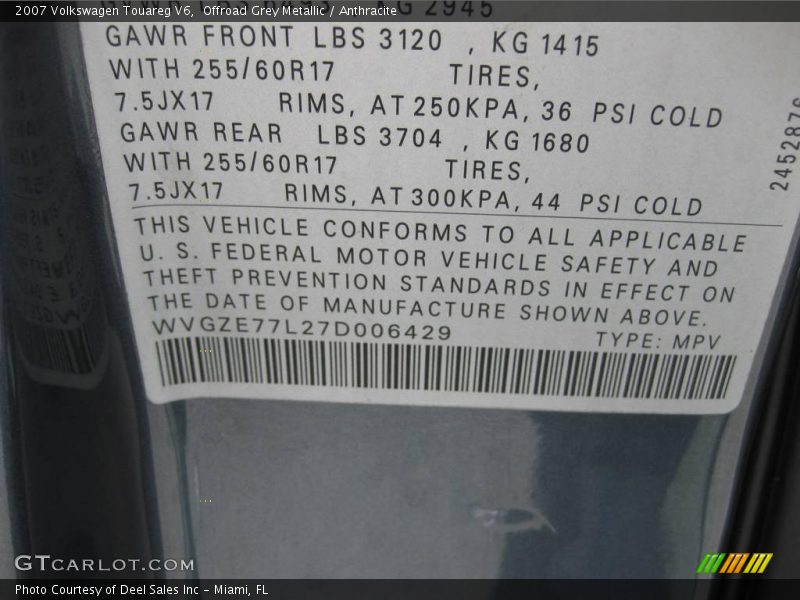 2007 Volkswagen Touareg V6, Offroad Grey Metallic / Anthracite
KG 2945
GAWR FRONT LBS 3120 , KG 1415
WITH 255/60R17 TIRES,
7.5JX17 RIMS, AT 250KPA, 36 PSI COLD
GAWR REAR LBS 3704 , KG 1680
WITH 255/60R17 TIRES,
7.5JX17 RIMS, AT 300KPA, 44 PSI COLD
2452876
THIS VEHICLE CONFORMS TO ALL APPLICABLE
U. S. FEDERAL MOTOR VEHICLE SAFETY AND
THEFT PREVENTION STANDARDS IN EFFECT ON
THE DATE OF MANUFACTURE SHOWN ABOVE.
WVGZE77L27D006429 TYPE: MPV
GTCARLOT.COM
Photo Courtesy of Deel Sales Inc – Miami, FL